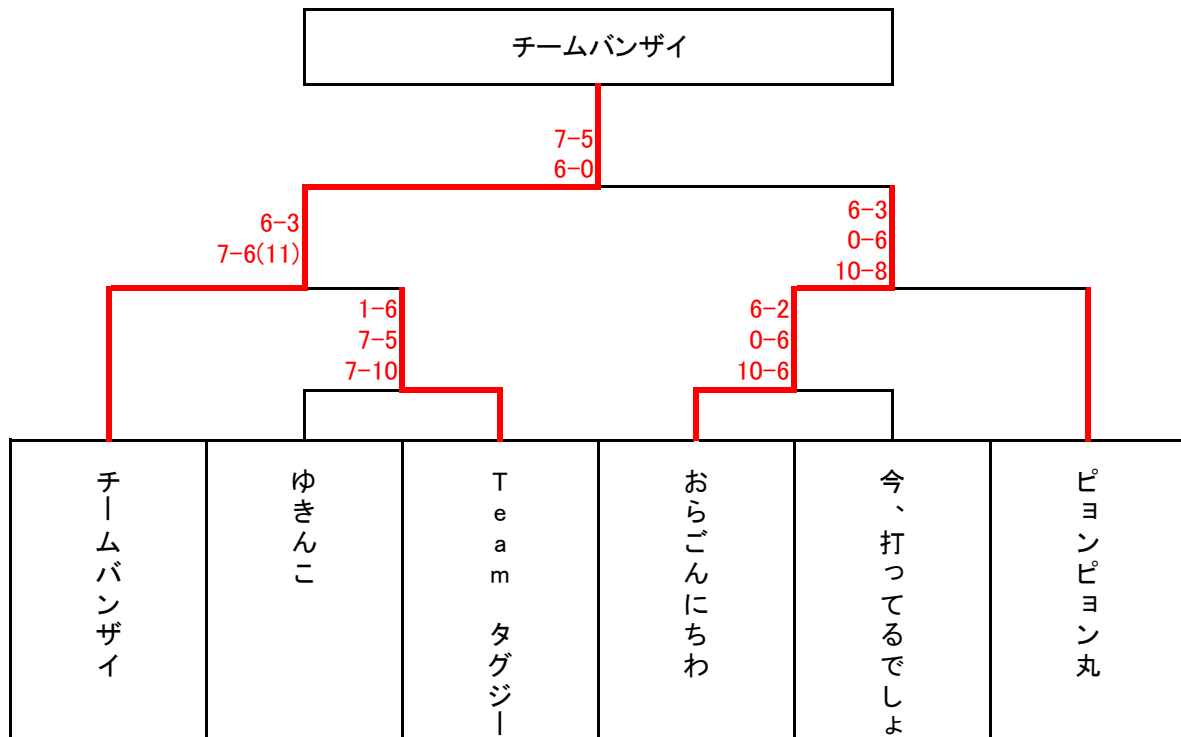 チームバンザイ
7-5
6-0
6-3
7-6(11)
6-3
0-6
10-8
1-6
7-5
7-10
6-2
0-6
10-6
チームバンザイ
ゆきんこ
Team タグジー
おらごんにちわ
今、打ってるでしょ
ピョンピョン丸